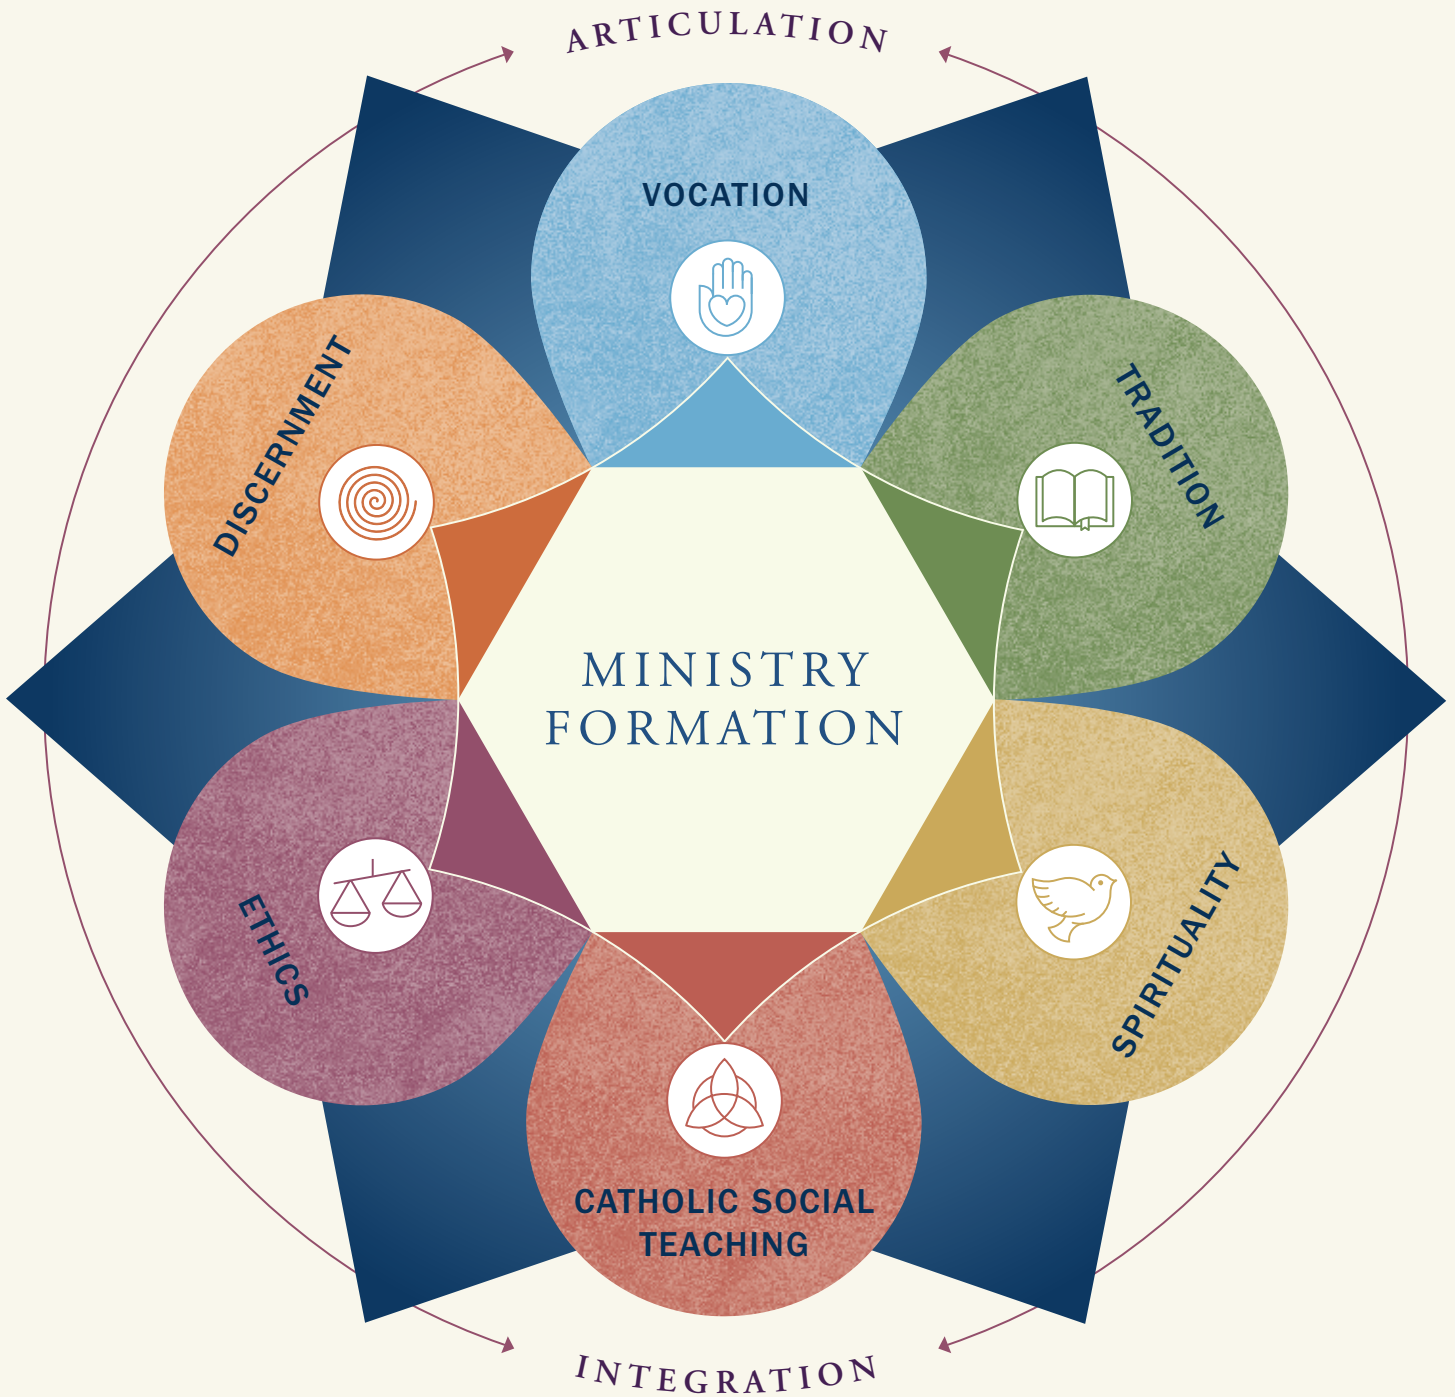 ARTICULATION
VOCATION
TRADITION
SPIRITUALITY
CATHOLIC SOCIAL
TEACHING
ETHICS
DISCERNMENT
MINISTRY
FORMATION
INTEGRATION